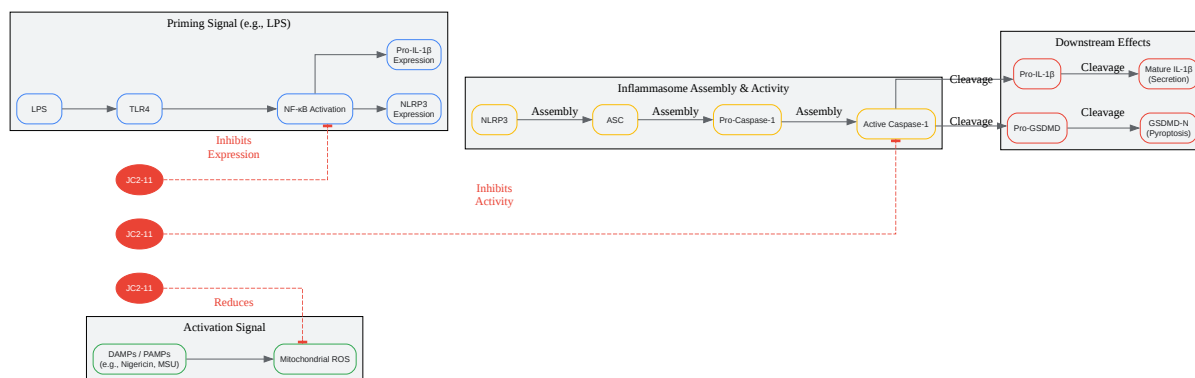 Priming Signal (e.g., LPS)
Pro-IL-1β
Expression
LPS
TLR4
NF-κB Activation
NLRP3
Expression
Inhibits
Expression
JC2-11
Inflammasome Assembly & Activity
NLRP3
Assembly
ASC
Assembly
Pro-Caspase-1
Assembly
Active Caspase-1
Cleavage
Cleavage
Downstream Effects
Pro-IL-1β
Cleavage
Mature IL-1β
(Secretion)
Pro-GSDMD
Cleavage
GSDMD-N
(Pyroptosis)
Inhibits
Activity
JC2-11
JC2-11
Reduces
Activation Signal
DAMPs / PAMPs
(e.g., Nigericin, MSU)
Mitochondrial ROS